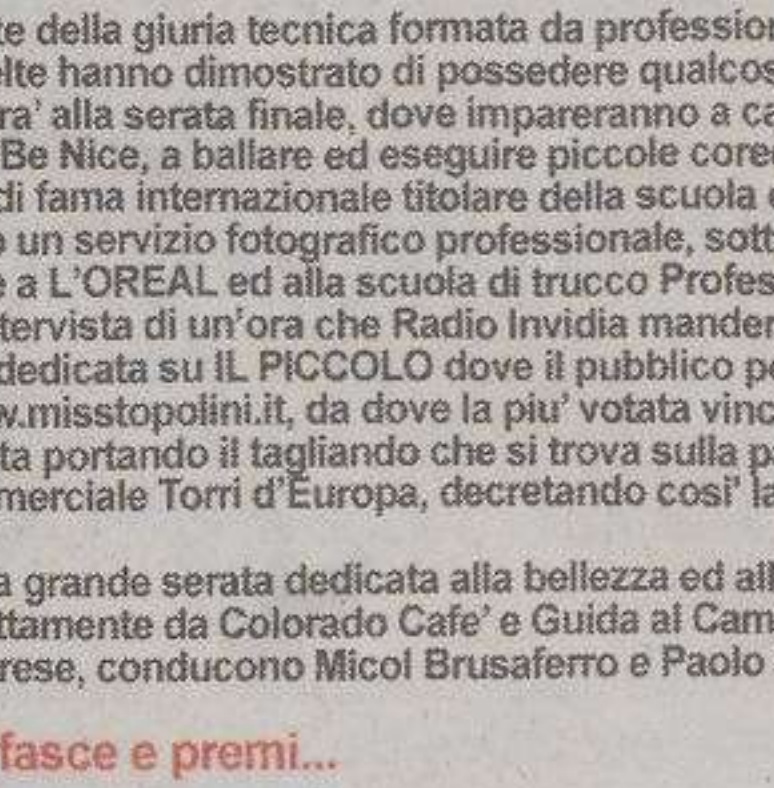 te della giuria tecnica formata da profession
elte hanno dimostrato di possedere qualcos
ra' alla serata finale, dove impareranno a ca
Be Nice, a ballare ed eseguire piccole core
di fama internazionale titolare della scuola
un servizio fotografico professionale, sott
e a L'OREAL ed alla scuola di trucco Profes
tervista di un'ora che Radio Invidia mander
dedicata su IL PICCOLO dove il pubblico p
w.misstopolini.it, da dove la piu' votata vinc
ta portando il tagliando che si trova sulla pa
merciale Torri d'Europa, decretando cosi' la
a grande serata dedicata alla bellezza ed all
ttamente da Colorado Cafe' e Guida al Cam
rese, conducono Micol Brusaferro e Paolo
fasce e premi...